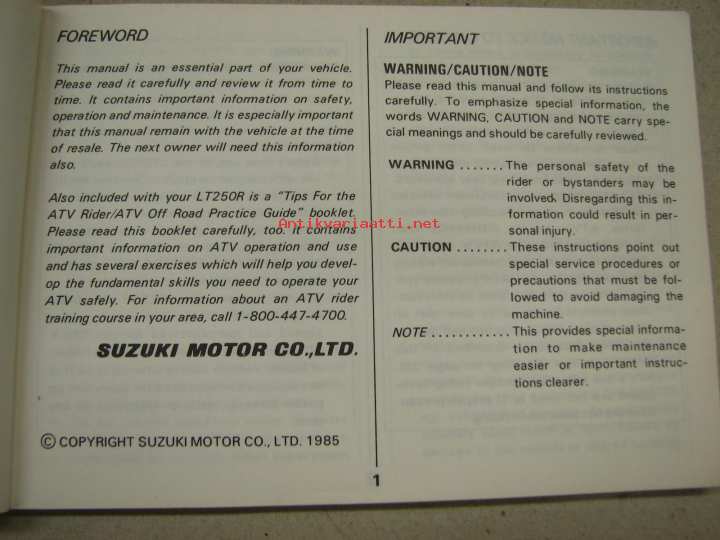 FOREWORD
This manual is an essential part of your vehicle.
Please read it carefully and review it from time to
time. It contains important information on safety,
operation and maintenance. It is especially important
that this manual remain with the vehicle at the time
of resale. The next owner will need this information
also.
Also included with your LT250R is a "Tips For the
ATV Rider/ATV Off Road Practice Guide" booklet.
Please read this booklet carefully, too. It contains
important information on ATV operation and use
and has several exercises which will help you devel-
op the fundamental skills you need to operate your
ATV safely. For information about an ATV rider
training course in your area, call 1-800-447-4700.
SUZUKI MOTOR CO.,LTD.
© COPYRIGHT SUZUKI MOTOR CO., LTD. 1985
IMPORTANT
WARNING/CAUTION/NOTE
Please read this manual and follow its instructions
carefully. To emphasize special information, the
words WARNING, CAUTION and NOTE carry spe-
cial meanings and should be carefully reviewed.
WARNING ....... The personal safety of the
rider or bystanders may be
involved. Disregarding this in-
formation could result in per-
sonal injury.
CAUTION ........ These instructions point out
special service procedures or
precautions that must be fol-
lowed to avoid damaging the
machine.
NOTE ............ This provides special informa-
tion to make maintenance
easier or important instruc-
tions clearer.
1
Antikvariaatti.net